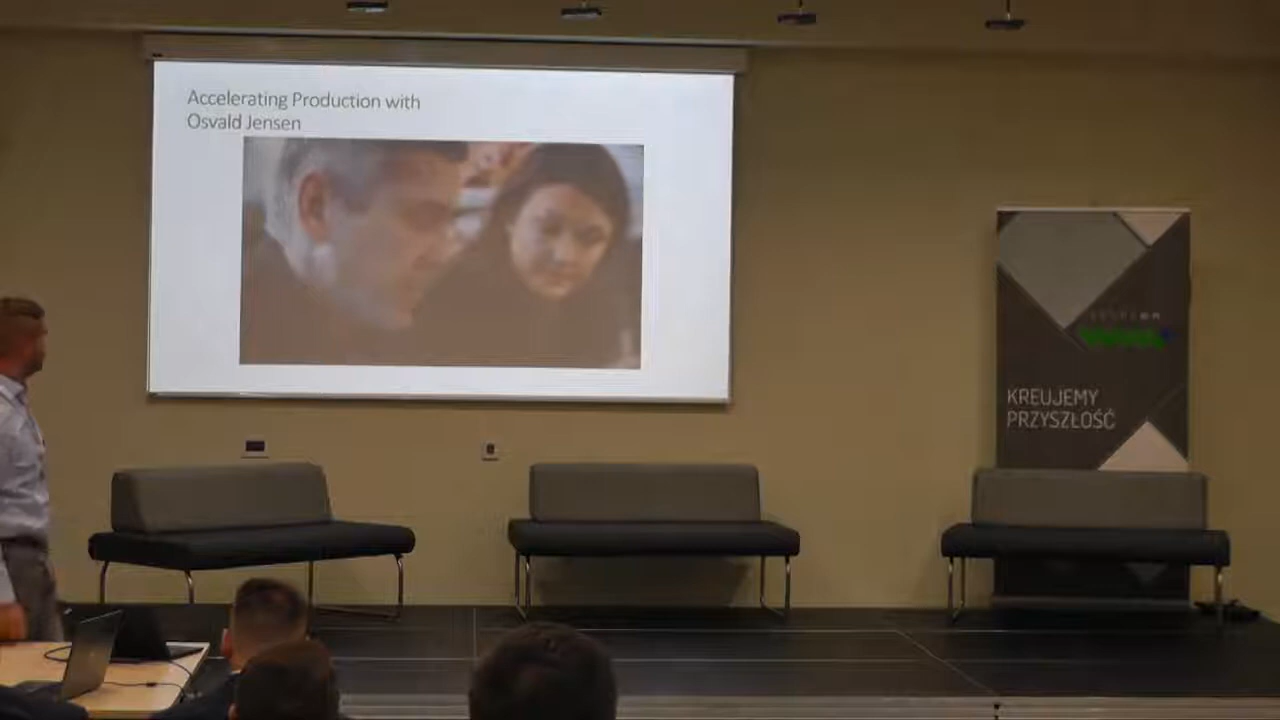 Accelerating Production with
Osvald Jensen
KREUJEMY
PRZYSZŁOŚĆ